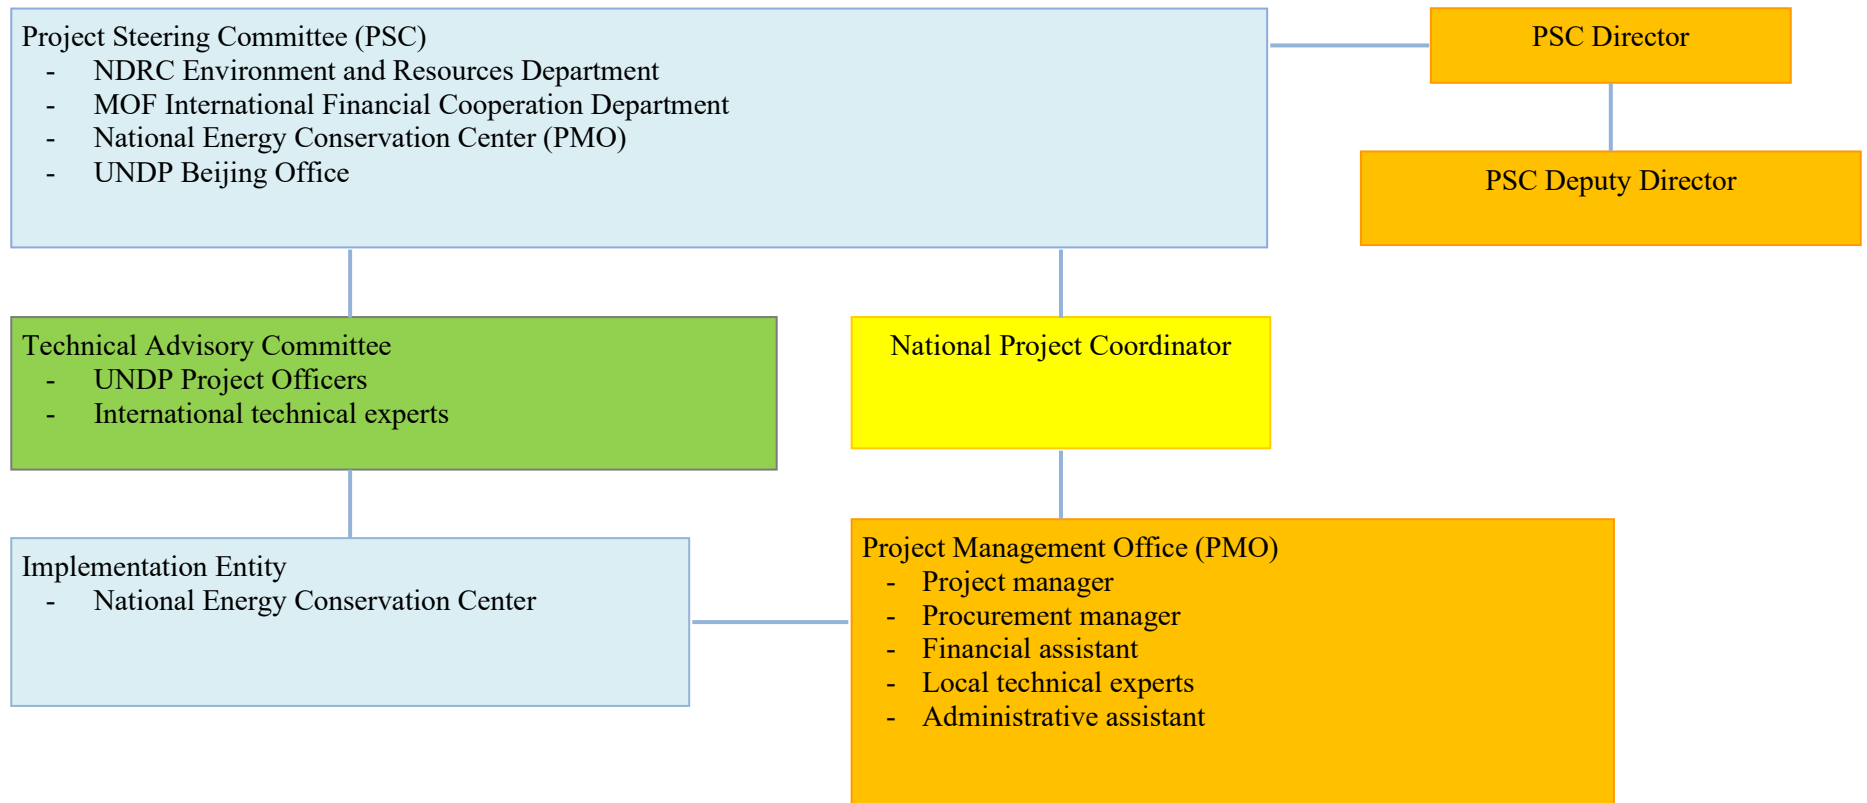 Project Steering Committee (PSC)
- NDRC Environment and Resources Department
- MOF International Financial Cooperation Department
- National Energy Conservation Center (PMO)
- UNDP Beijing Office
PSC Director
PSC Deputy Director
Technical Advisory Committee
- UNDP Project Officers
- International technical experts
National Project Coordinator
Implementation Entity
- National Energy Conservation Center
Project Management Office (PMO)
- Project manager
- Procurement manager
- Financial assistant
- Local technical experts
- Administrative assistant